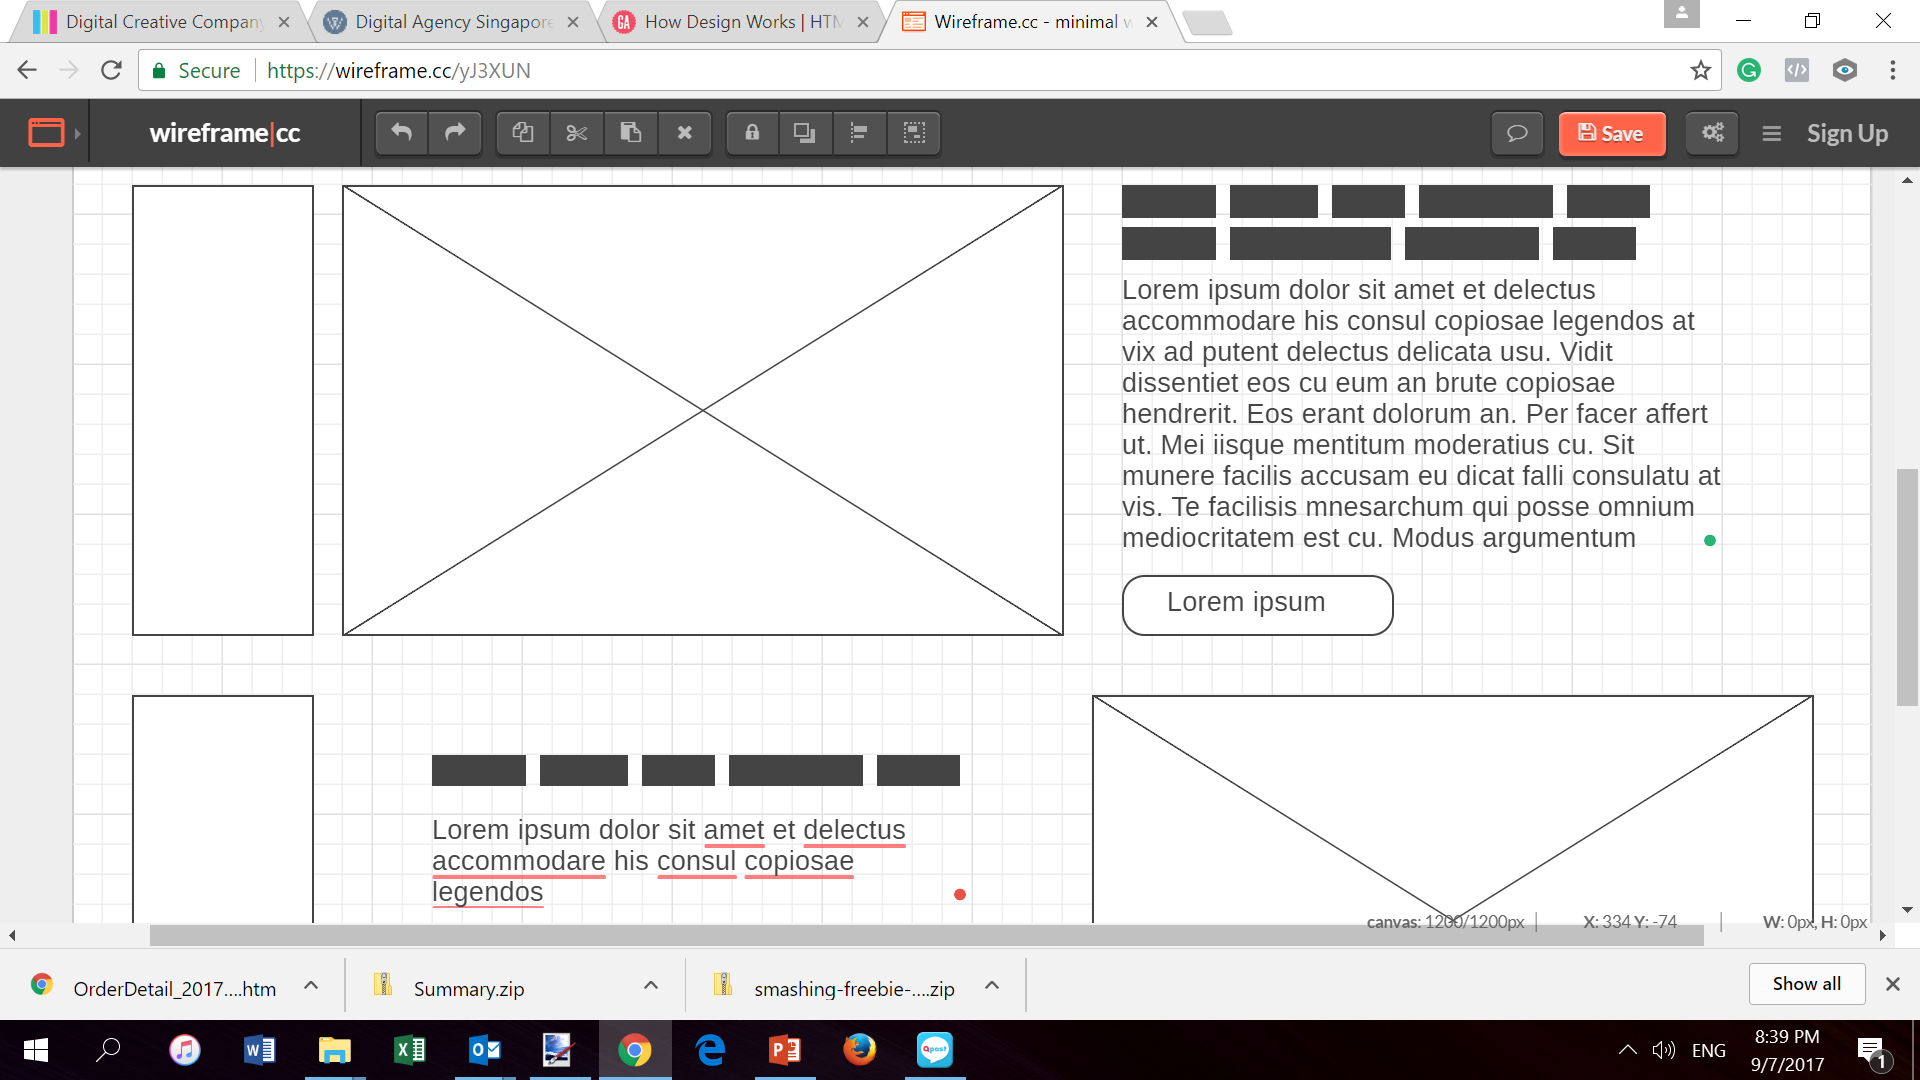 Digital Creative Company
Digital Agency Singapore
GA
How Design Works | HTM
Wireframe.cc - minimal w
Secure
https://wireframe.cc/yJ3XUN
wireframe|cc
Save
Sign Up
Lorem ipsum dolor sit amet et delectus
accommodare his consul copiosae legendos at
vix ad putent delectus delicata usu. Vidit
dissentiet eos cu eum an brute copiosae
hendrerit. Eos erant dolorum an. Per facer affert
ut. Mei iisque mentitum moderatius cu. Sit
munere facilis accusam eu dicat falli consulatu at
vis. Te facilisis mnesarchum qui posse omnium
mediocritatem est cu. Modus argumentum
Lorem ipsum
Lorem ipsum dolor sit amet et delectus
accommodare his consul copiosae
legendos
canvas: 1200/1200px | X: 334 Y: -74 | W: 0px, H: 0px
OrderDetail_2017....htm
Summary.zip
smashing-freebie-....zip
Show all
Qpost
ENG
8:39 PM
9/7/2017
1